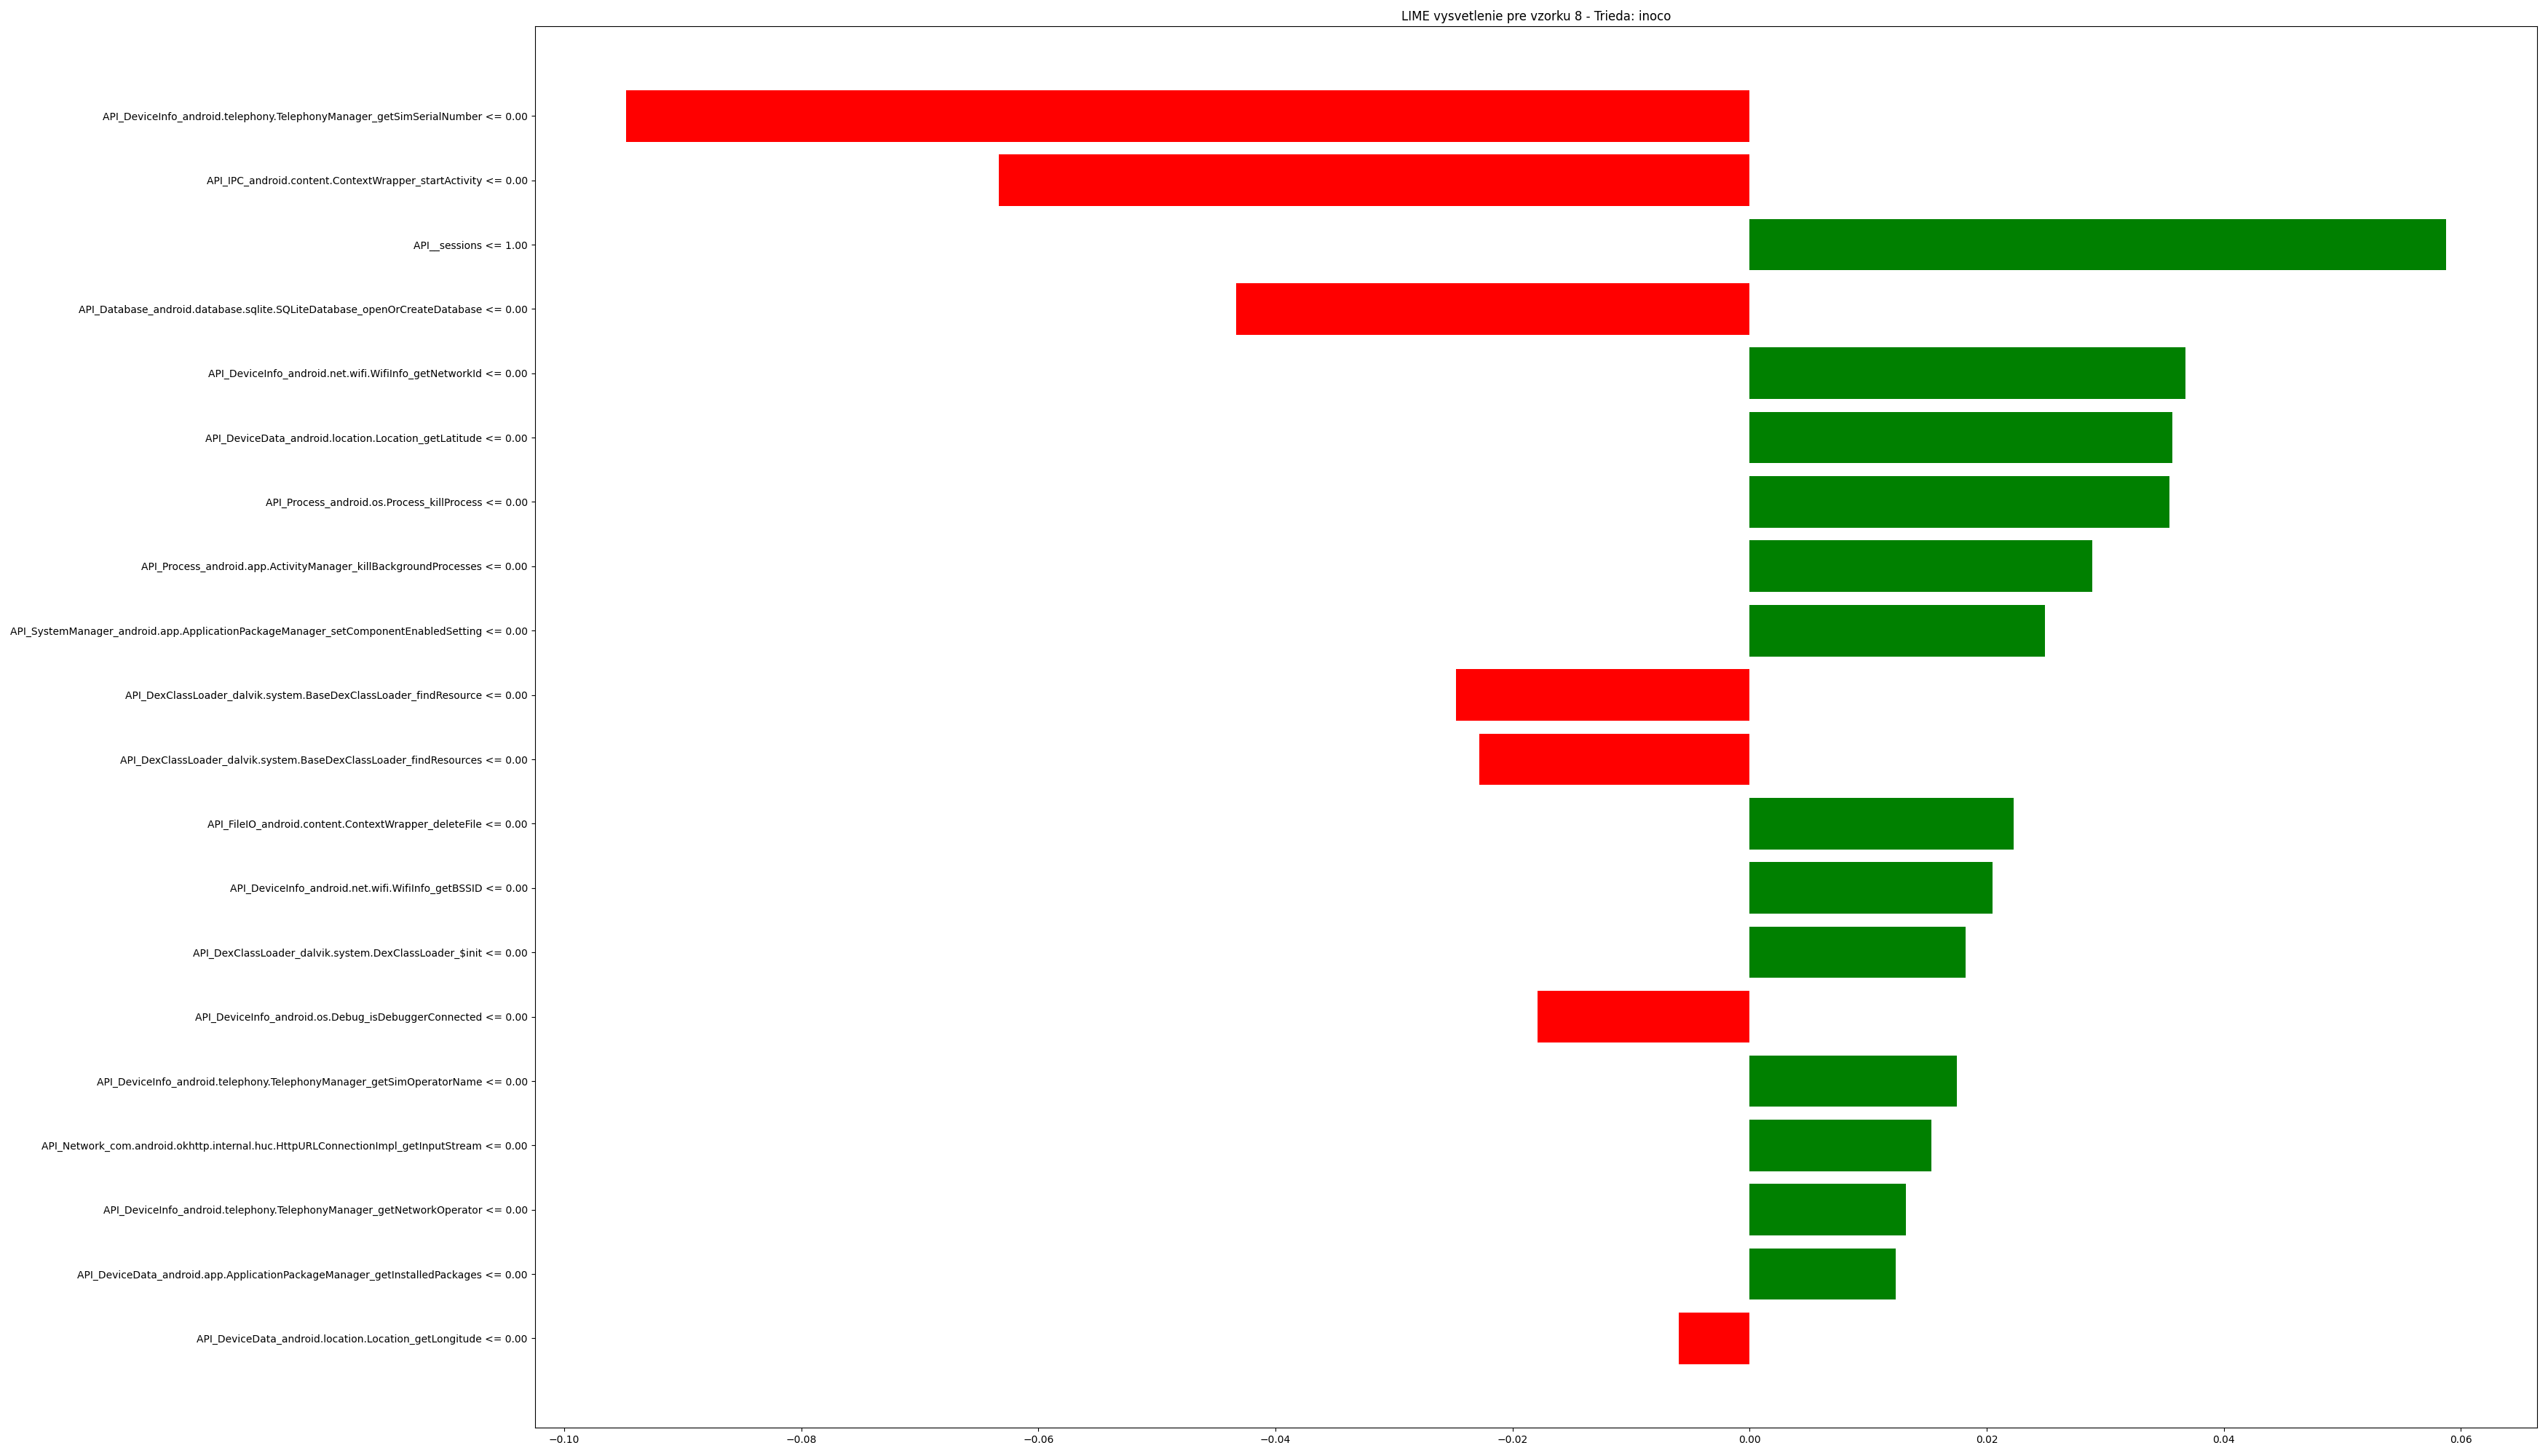 LIME vysvetlenie pre vzorku 8 - Trieda: inoco
API_DeviceInfo_android.telephony.TelephonyManager_getSimSerialNumber <= 0.00
API_IPC_android.content.ContextWrapper_startActivity <= 0.00
API__sessions <= 1.00
API_Database_android.database.sqlite.SQLiteDatabase_openOrCreateDatabase <= 0.00
API_DeviceInfo_android.net.wifi.WifiInfo_getNetworkId <= 0.00
API_DeviceData_android.location.Location_getLatitude <= 0.00
API_Process_android.os.Process_killProcess <= 0.00
API_Process_android.app.ActivityManager_killBackgroundProcesses <= 0.00
API_SystemManager_android.app.ApplicationPackageManager_setComponentEnabledSetting <= 0.00
API_DexClassLoader_dalvik.system.BaseDexClassLoader_findResource <= 0.00
API_DexClassLoader_dalvik.system.BaseDexClassLoader_findResources <= 0.00
API_FileIO_android.content.ContextWrapper_deleteFile <= 0.00
API_DeviceInfo_android.net.wifi.WifiInfo_getBSSID <= 0.00
API_DexClassLoader_dalvik.system.DexClassLoader_$init <= 0.00
API_DeviceInfo_android.os.Debug_isDebuggerConnected <= 0.00
API_DeviceInfo_android.telephony.TelephonyManager_getSimOperatorName <= 0.00
API_Network_com.android.okhttp.internal.huc.HttpURLConnectionImpl_getInputStream <= 0.00
API_DeviceInfo_android.telephony.TelephonyManager_getNetworkOperator <= 0.00
API_DeviceData_android.app.ApplicationPackageManager_getInstalledPackages <= 0.00
API_DeviceData_android.location.Location_getLongitude <= 0.00
−0.10 −0.08 −0.06 −0.04 −0.02 0.00 0.02 0.04 0.06